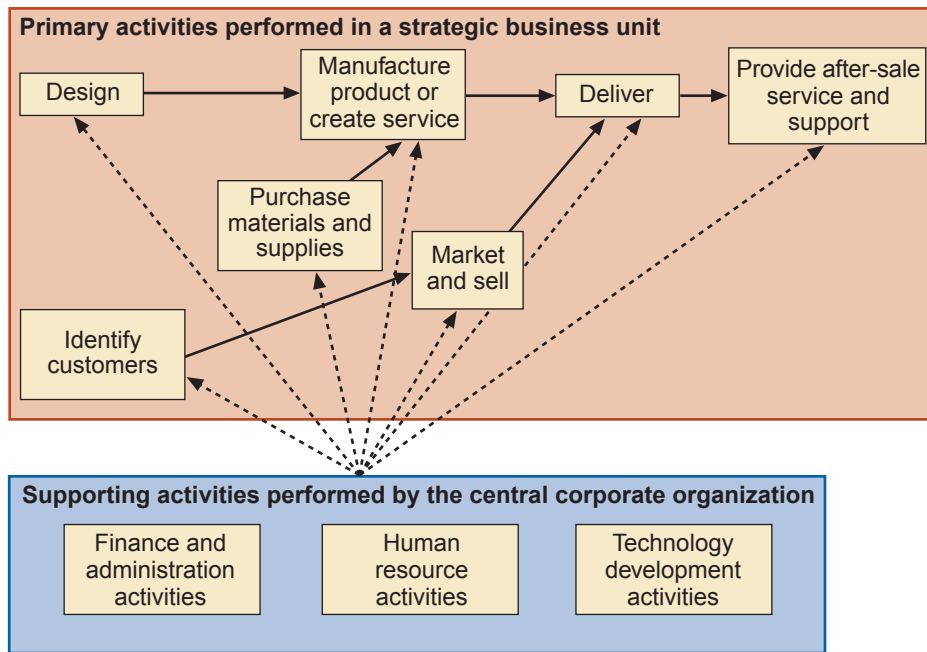 Primary activities performed in a strategic business unit
Design
Manufacture
product or
create service
Deliver
Provide after-sale
service and
support
Purchase
materials and
supplies
Market
and sell
Identify
customers
Supporting activities performed by the central corporate organization
Finance and
administration
activities
Human
resource
activities
Technology
development
activities